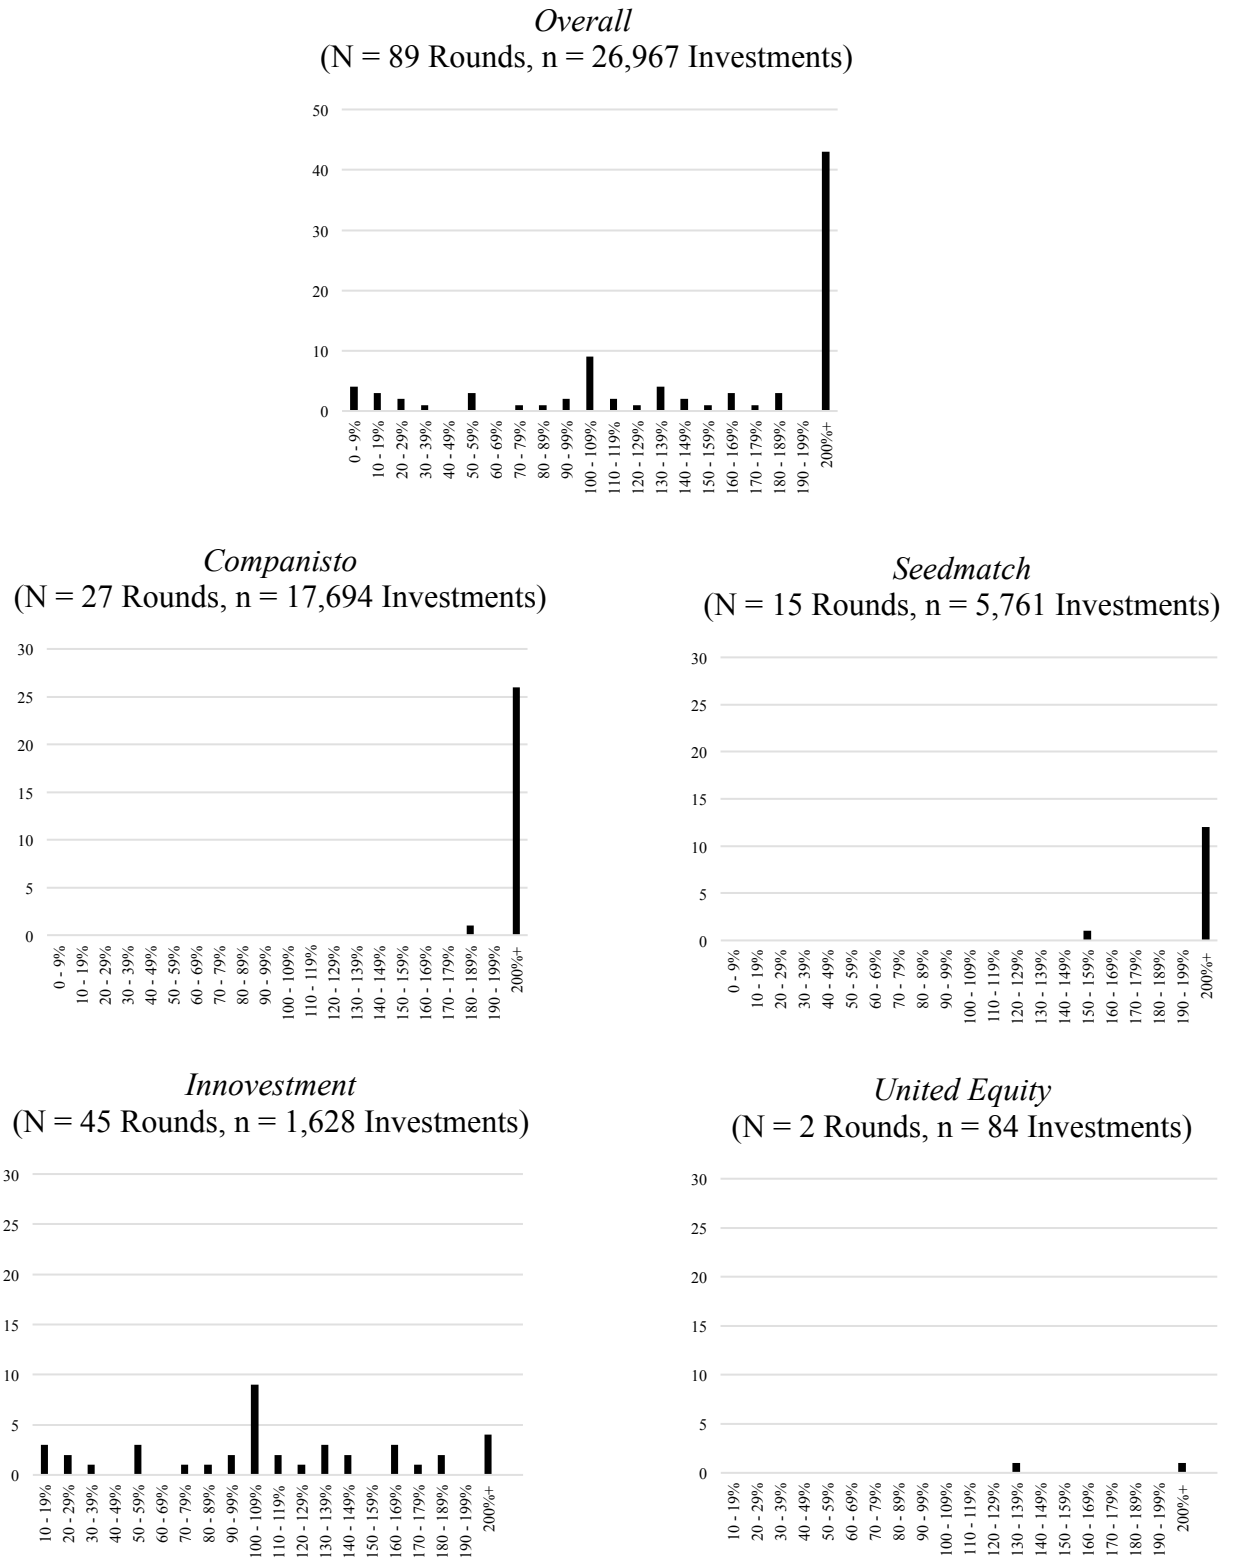 Overall
(N = 89 Rounds, n = 26,967 Investments)
50
40
30
20
10
0
0 - 9%
10 - 19%
20 - 29%
30 - 39%
40 - 49%
50 - 59%
60 - 69%
70 - 79%
80 - 89%
90 - 99%
100 - 109%
110 - 119%
120 - 129%
130 - 139%
140 - 149%
150 - 159%
160 - 169%
170 - 179%
180 - 189%
190 - 199%
200%+
Companisto
(N = 27 Rounds, n = 17,694 Investments)
30
25
20
15
10
5
0
0 - 9%
10 - 19%
20 - 29%
30 - 39%
40 - 49%
50 - 59%
60 - 69%
70 - 79%
80 - 89%
90 - 99%
100 - 109%
110 - 119%
120 - 129%
130 - 139%
140 - 149%
150 - 159%
160 - 169%
170 - 179%
180 - 189%
190 - 199%
200%+
Seedmatch
(N = 15 Rounds, n = 5,761 Investments)
30
25
20
15
10
5
0
0 - 9%
10 - 19%
20 - 29%
30 - 39%
40 - 49%
50 - 59%
60 - 69%
70 - 79%
80 - 89%
90 - 99%
100 - 109%
110 - 119%
120 - 129%
130 - 139%
140 - 149%
150 - 159%
160 - 169%
170 - 179%
180 - 189%
190 - 199%
200%+
Innovestment
(N = 45 Rounds, n = 1,628 Investments)
30
25
20
15
10
5
0
10 - 19%
20 - 29%
30 - 39%
40 - 49%
50 - 59%
60 - 69%
70 - 79%
80 - 89%
90 - 99%
100 - 109%
110 - 119%
120 - 129%
130 - 139%
140 - 149%
150 - 159%
160 - 169%
170 - 179%
180 - 189%
190 - 199%
200%+
United Equity
(N = 2 Rounds, n = 84 Investments)
30
25
20
15
10
5
0
10 - 19%
20 - 29%
30 - 39%
40 - 49%
50 - 59%
60 - 69%
70 - 79%
80 - 89%
90 - 99%
100 - 109%
110 - 119%
120 - 129%
130 - 139%
140 - 149%
150 - 159%
160 - 169%
170 - 179%
180 - 189%
190 - 199%
200%+